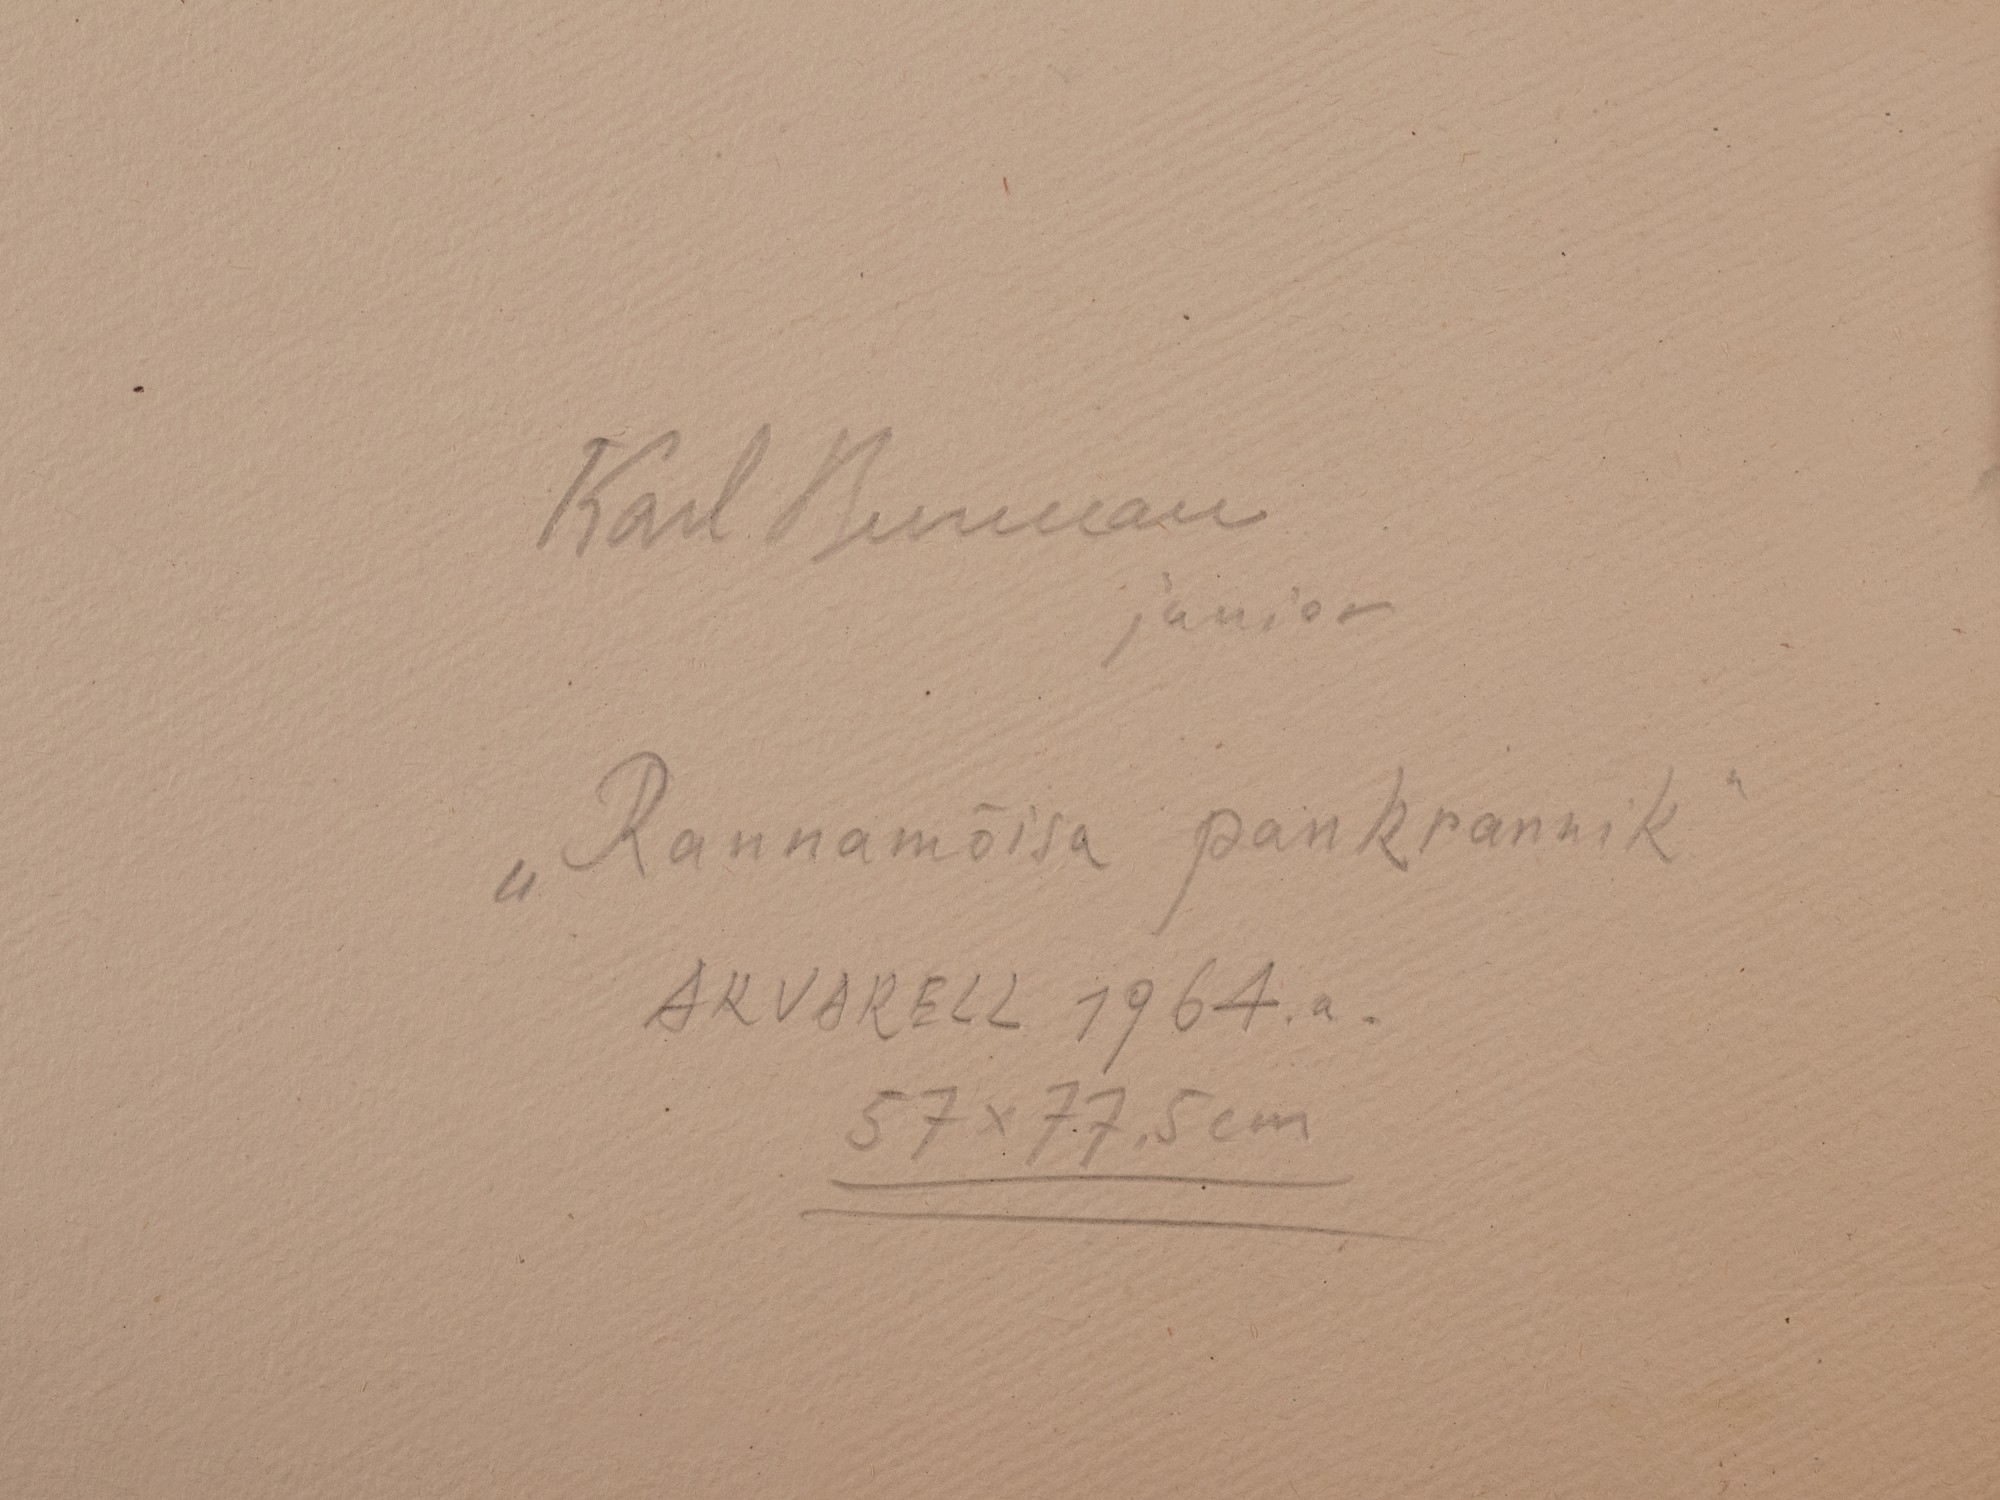 Karl Burman
junior
„Rannamõisa pankrannik"
AKVARELL 1964.a.
57×77,5cm